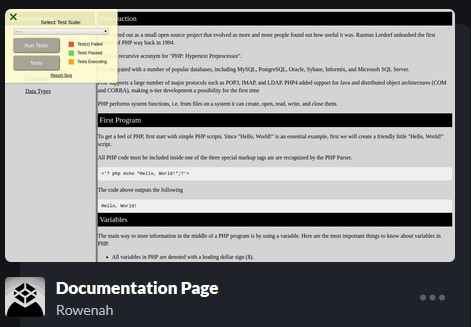 Select Test Suite:
- - -
Run Tests
Test(s) Failed
Tests Passed
Tests
Tests Executing
Report Bug
Data Types
Introduction
out as a small open source project that evolved as more and more people found out how useful it was. Rasmus Lerdorf unleashed the first
of PHP way back in 1994.
recursive acronym for "PHP: Hypertext Preprocessor".
with a number of popular databases, including MySQL, PostgreSQL, Oracle, Sybase, Informix, and Microsoft SQL Server.
supports a large number of major protocols such as POP3, IMAP, and LDAP. PHP4 added support for Java and distributed object architectures (COM
and CORBA), making n-tier development a possibility for the first time
PHP performs system functions, i.e. from files on a system it can create, open, read, write, and close them.
First Program
To get a feel of PHP, first start with simple PHP scripts. Since "Hello, World!" is an essential example, first we will create a friendly little "Hello, World!"
script.
All PHP code must be included inside one of the three special markup tags ate are recognized by the PHP Parser.
<'? php echo "Hello, World!";?'>
The code above outputs the following
Hello, World!
Variables
The main way to store information in the middle of a PHP program is by using a variable. Here are the most important things to know about variables in
PHP.
• All variables in PHP are denoted with a leading dollar sign ($).
Documentation Page
Rowenah